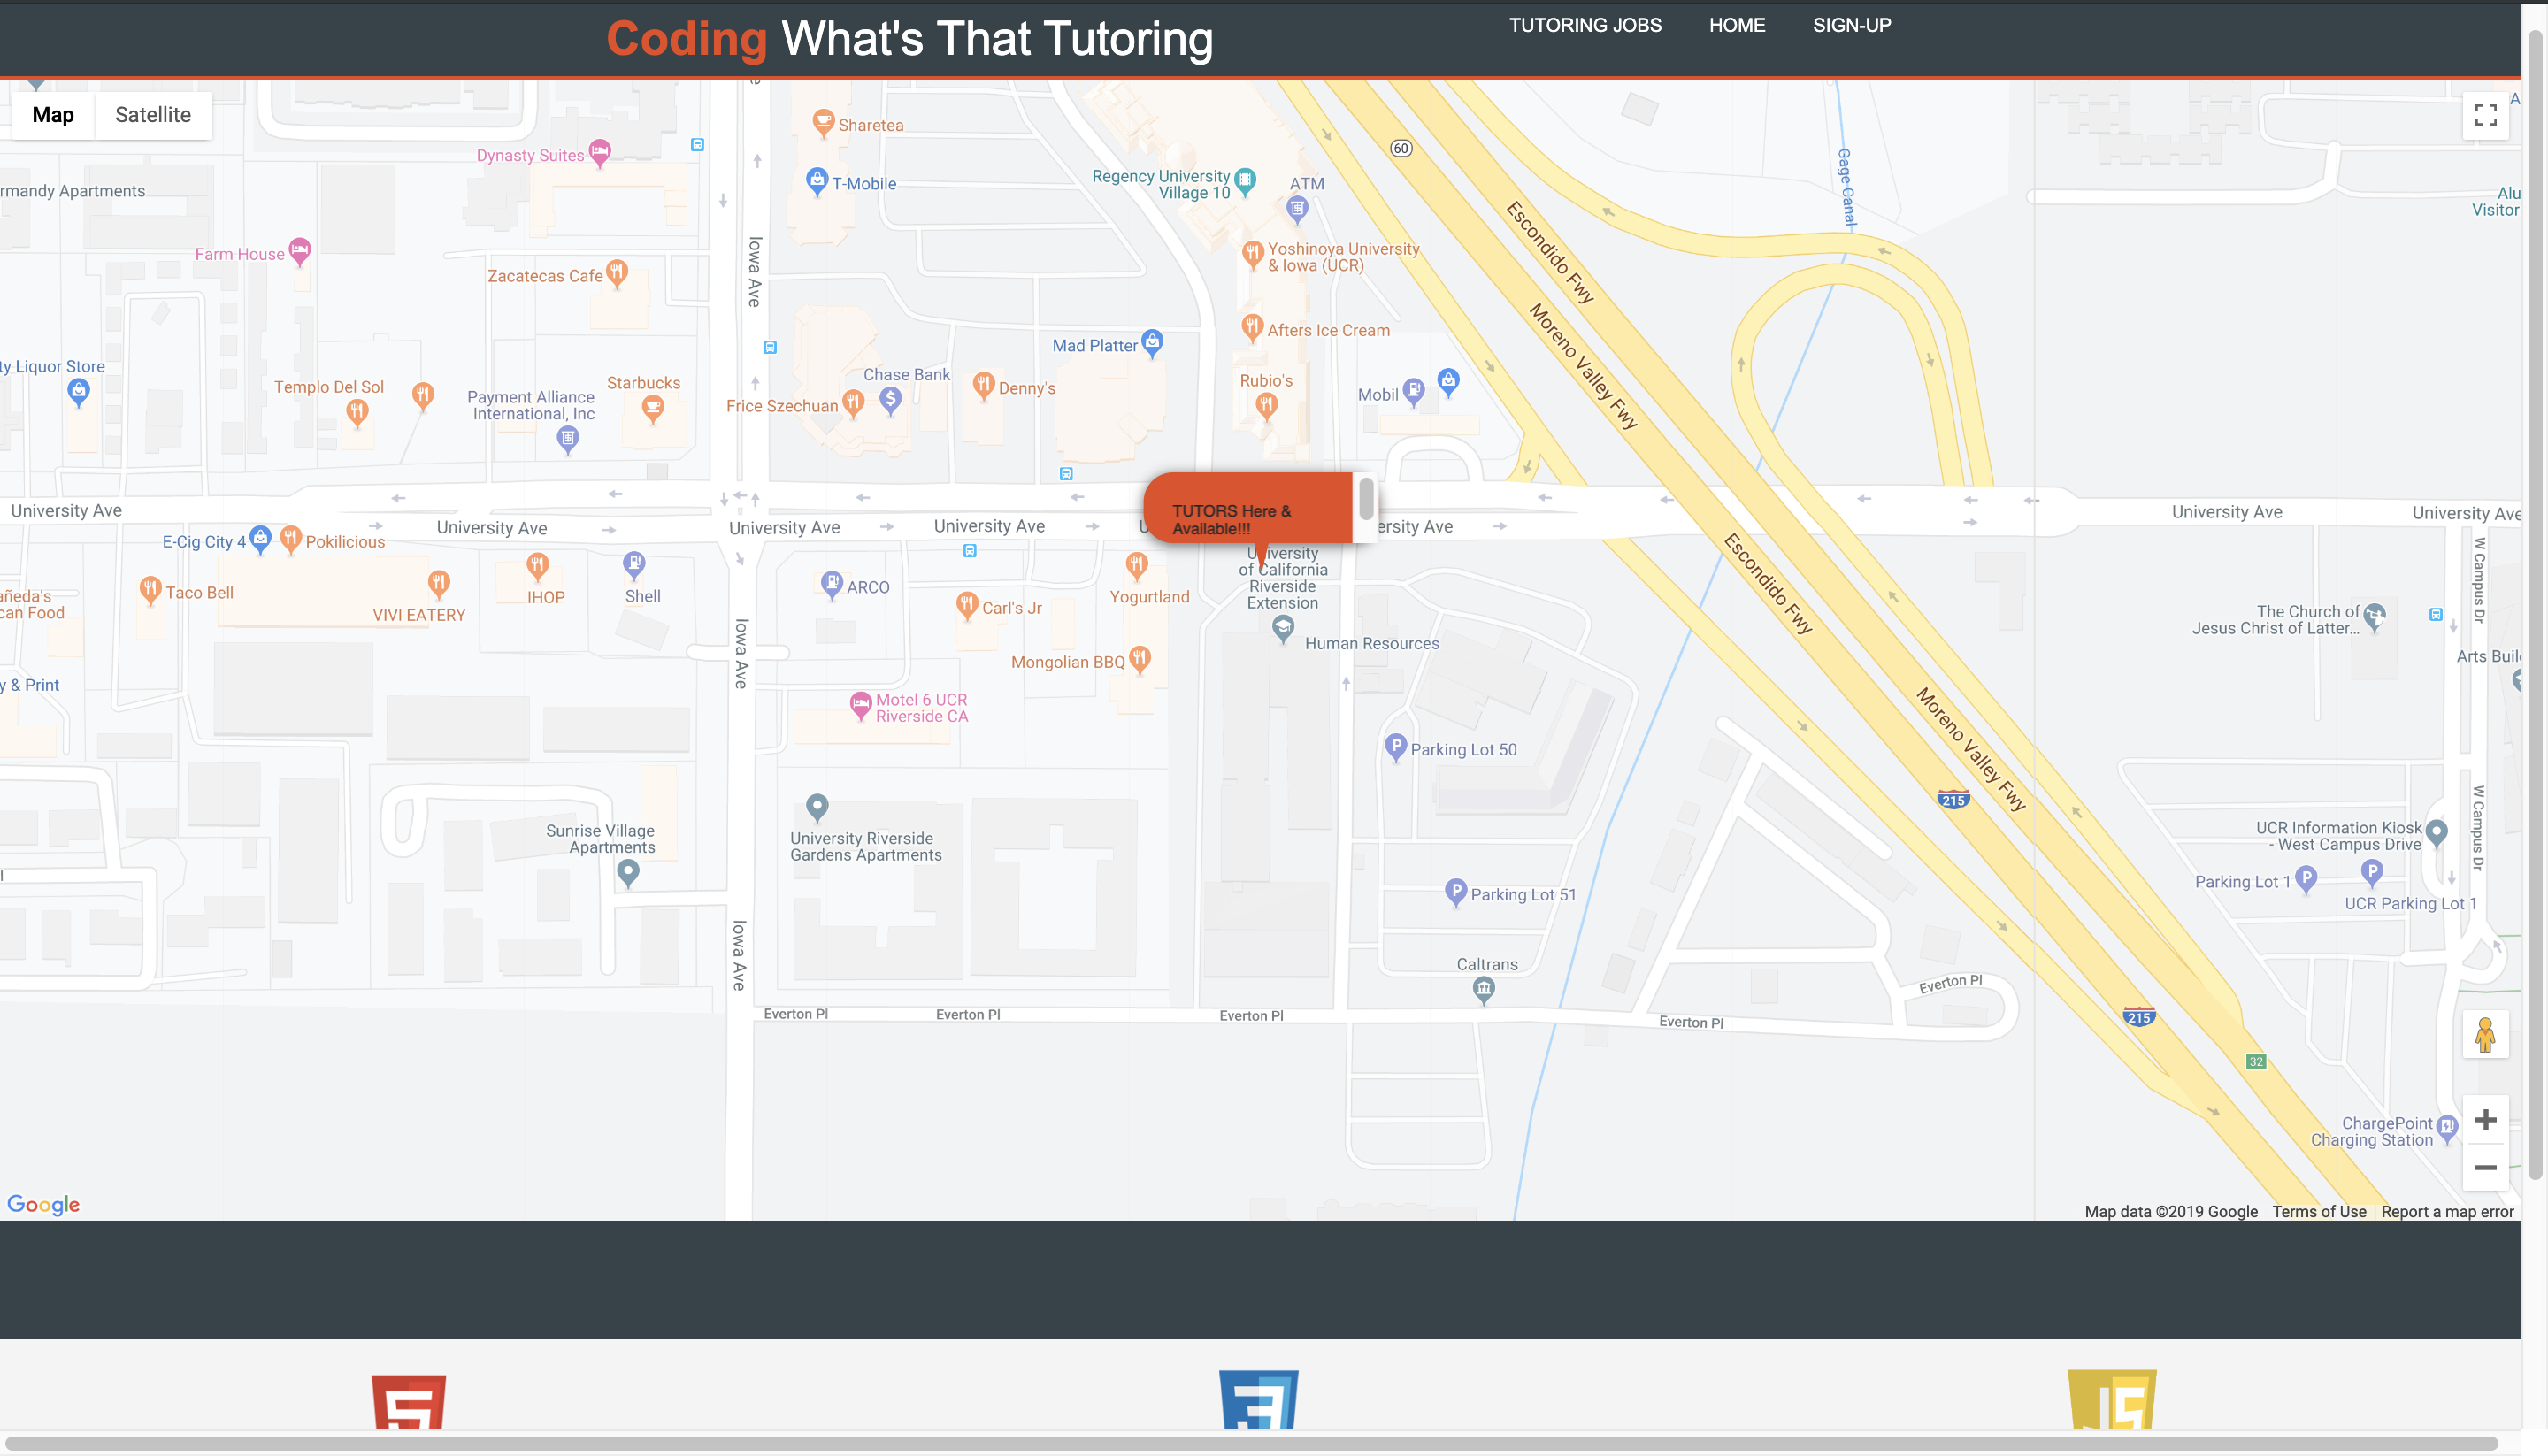 Coding What's That Tutoring
TUTORING JOBS HOME SIGN-UP
Map Satellite
Sharetea
Dynasty Suites
60
T-Mobile
Regency University
Village 10
ATM
rmandy Apartments
Gage Canal
Alu
Visitor
Farm House
Zacatecas Cafe
Iowa Ave
Yoshinoya University
& Iowa (UCR)
Escondido Fwy
Moreno Valley Fwy
Afters Ice Cream
Mad Platter
ty Liquor Store
Templo Del Sol
Payment Alliance
International, Inc
Starbucks
Chase Bank
Frice Szechuan
Denny's
Rubio's
Mobil
TUTORS Here &
Available!!!
University Ave
University Ave
University Ave
University Ave
ersity Ave
University Ave
University Ave
E-Cig City 4
Pokilicious
Taco Bell
VIVI EATERY
IHOP
Shell
ARCO
Carl's Jr
Yogurtland
University
of California
Riverside
Extension
Escondido Fwy
W Campus Dr
añeda's
can Food
The Church of
Jesus Christ of Latter...
Human Resources
Iowa Ave
Mongolian BBQ
Arts Buil
y & Print
Motel 6 UCR
Riverside CA
Moreno Valley Fwy
Parking Lot 50
215
Sunrise Village
Apartments
University Riverside
Gardens Apartments
UCR Information Kiosk
- West Campus Drive
W Campus Dr
Parking Lot 1
UCR Parking Lot 1
Parking Lot 51
Iowa Ave
Caltrans
Everton Pl
Everton Pl
Everton Pl
Everton Pl
Everton Pl
215
32
ChargePoint
Charging Station
Google
Map data ©2019 Google Terms of Use Report a map error
JS